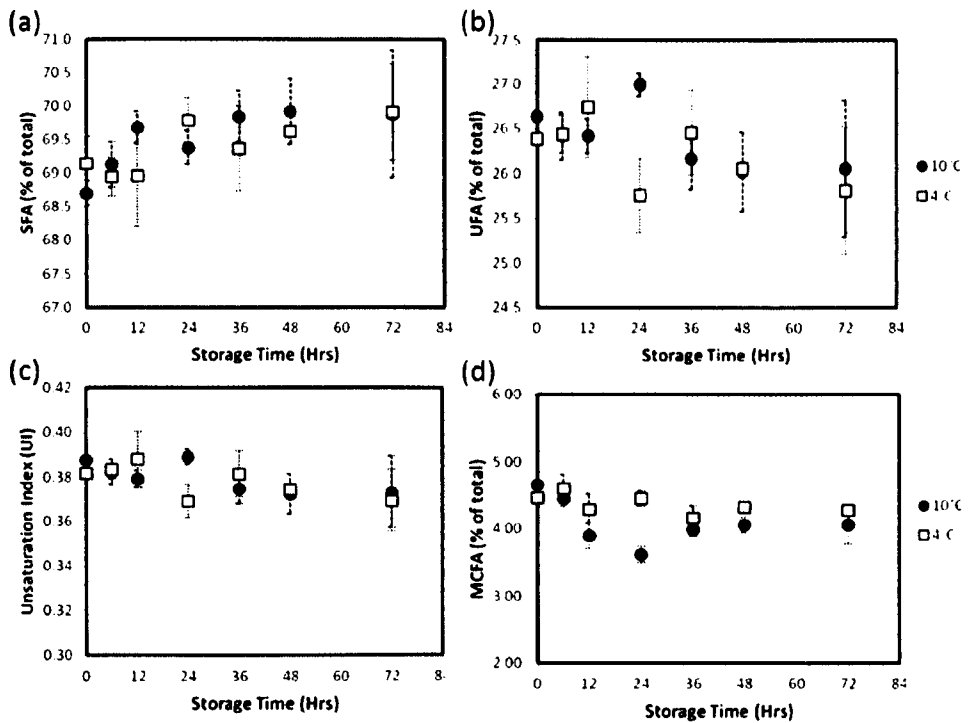 (a)
71.0
70.5
70.0
69.5
69.0
68.5
68.0
67.5
67.0
SFA (% of total)
0 12 24 36 48 60 72 84
Storage Time (Hrs)
(b)
27.5
27.0
26.5
26.0
25.5
25.0
24.5
UFA (% of total)
0 12 24 36 48 60 72 84
Storage Time (Hrs)
10°C
4°C
(c)
0.42
0.40
0.38
0.36
0.34
0.32
0.30
Unsaturation Index (UI)
0 12 24 36 48 60 72 84
Storage Time (Hrs)
(d)
6.00
5.00
4.00
3.00
2.00
MCFA (% of total)
0 12 24 36 48 60 72 84
Storage Time (Hrs)
10°C
4°C